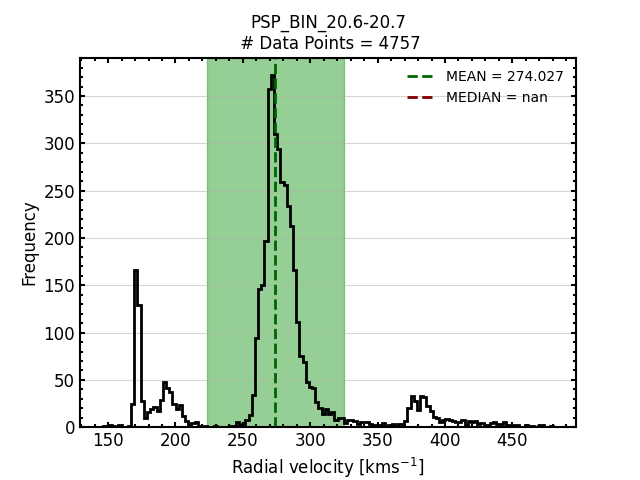 PSP_BIN_20.6-20.7
# Data Points = 4757
MEAN = 274.027
MEDIAN = nan
350
300
250
200
150
100
50
0
Frequency
150 200 250 300 350 400 450
Radial velocity [kms⁻¹]